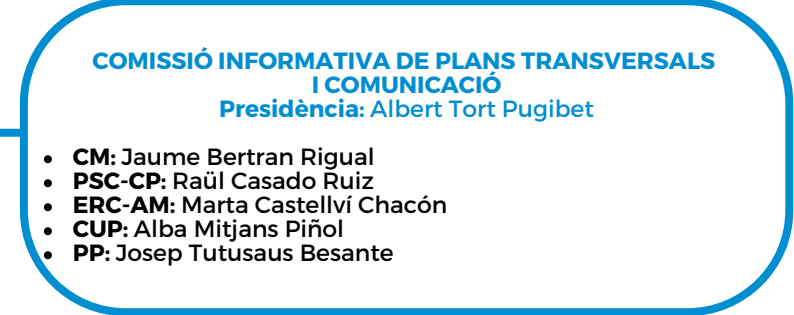 COMISSIÓ INFORMATIVA DE PLANS TRANSVERSALS
I COMUNICACIÓ
Presidència: Albert Tort Pugibet
• CM: Jaume Bertran Rigual
• PSC-CP: Raül Casado Ruiz
• ERC-AM: Marta Castellví Chacón
• CUP: Alba Mitjans Piñol
• PP: Josep Tutusaus Besante